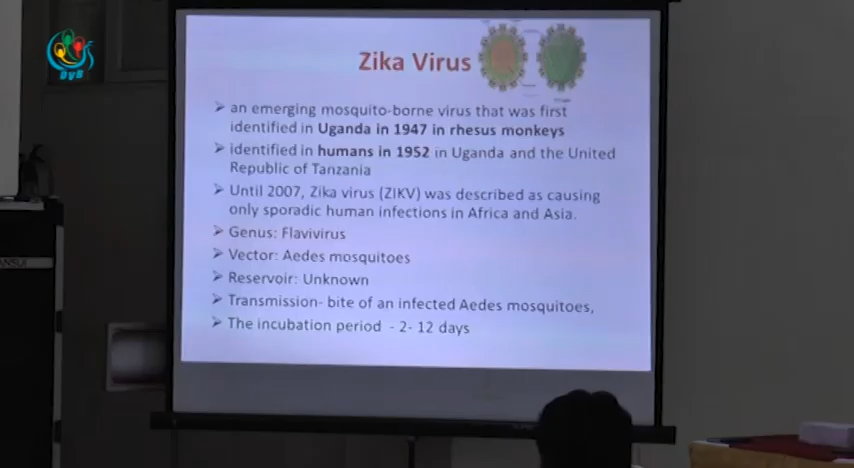 Zika Virus
➢ an emerging mosquito-borne virus that was first
identified in Uganda in 1947 in rhesus monkeys
➢ identified in humans in 1952 in Uganda and the United
Republic of Tanzania
➢ Until 2007, Zika virus (ZIKV) was described as causing
only sporadic human infections in Africa and Asia.
➢ Genus: Flavivirus
➢ Vector: Aedes mosquitoes
➢ Reservoir: Unknown
➢ Transmission- bite of an infected Aedes mosquitoes,
➢ The incubation period - 2- 12 days